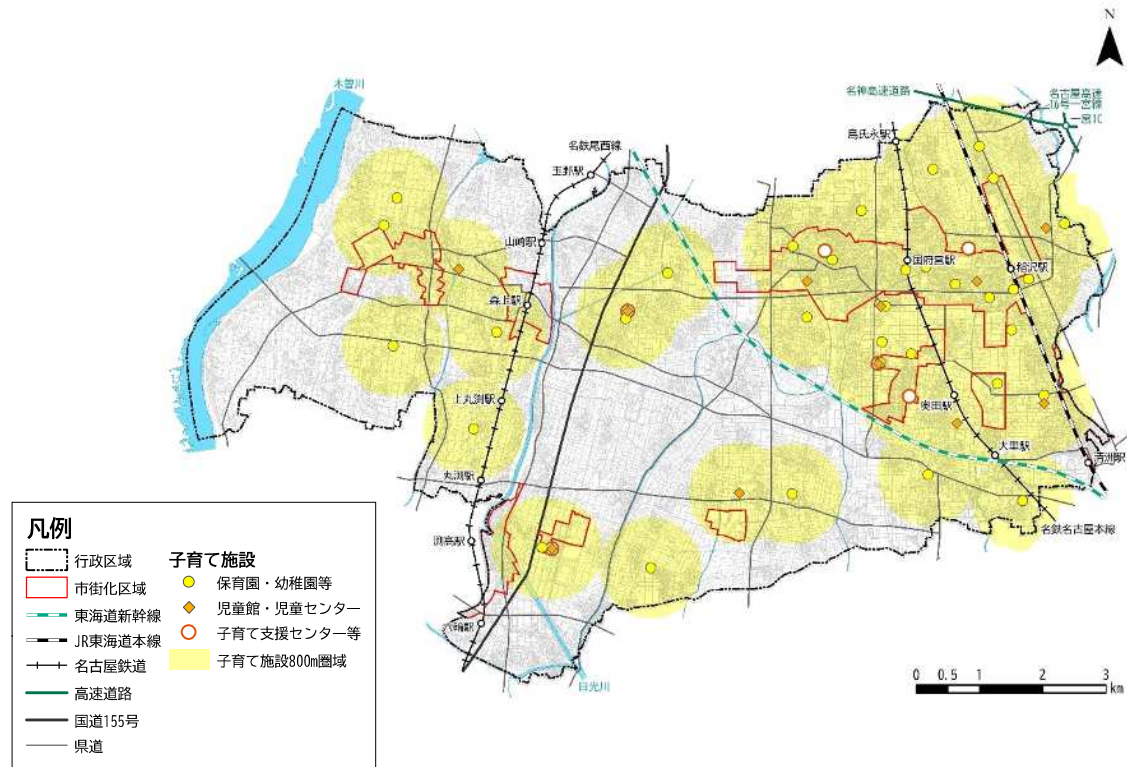 N
木曽川
名神高速道路
名古屋高速
16号一宮線
一宮IC
島氏永駅
名鉄尾西線
玉野駅
山崎駅
国府宮駅
稲沢駅
森上駅
上丸渕駅
奥田駅
大里駅
清洲駅
丸渕駅
名鉄名古屋本線
渕高駅
六輪駅
日光川
0 0.5 1 2 3
km
凡例
行政区域
市街化区域
東海道新幹線
JR東海道本線
名古屋鉄道
高速道路
国道155号
県道
子育て施設
保育園・幼稚園等
児童館・児童センター
子育て支援センター等
子育て施設800m圏域